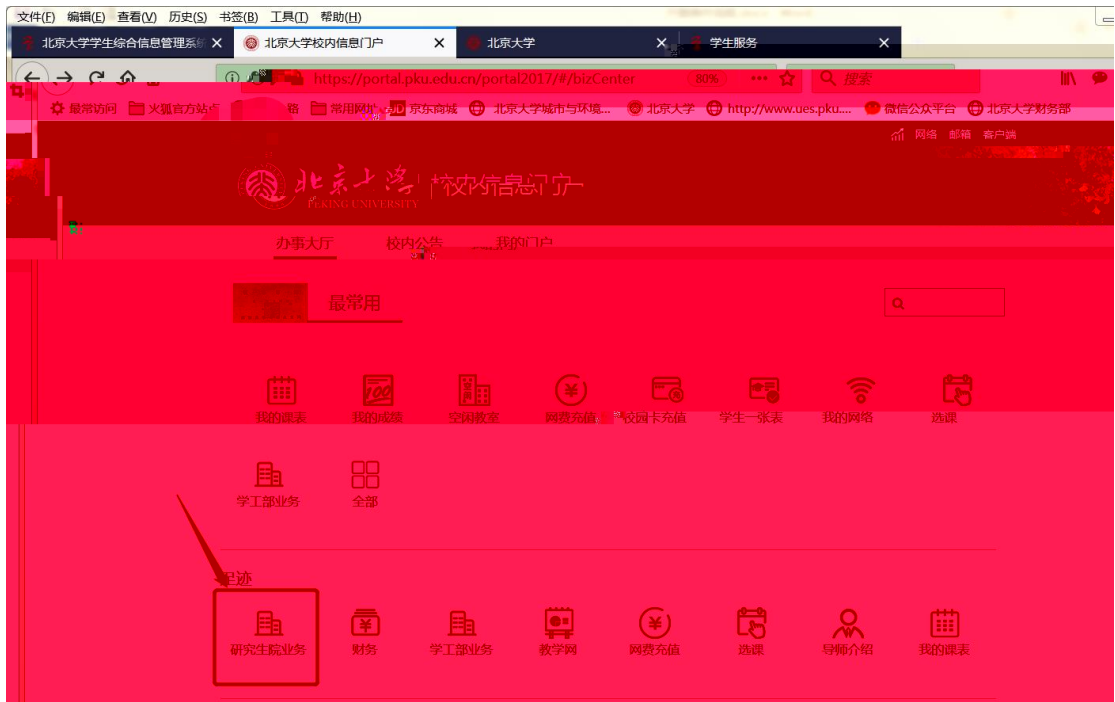 文件(F) 编辑(E) 查看(V) 历史(S) 书签(B) 工具(T) 帮助(H)
北京大学学生综合信息管理系统 北京大学校内信息门户 北京大学 学生服务
https://portal.pku.edu.cn/portal2017/#/bizCenter 80% 搜索
最常访问 火狐官方站点 常用网址 JD 京东商城 北京大学城市与环境... 北京大学 http://www.ues.pku.... 微信公众平台 北京大学财务部
网络 邮箱 客户端
北京大学 校内信息门户
PEKING UNIVERSITY
办事大厅 校内公告 我的门户
最常用
100
我的课表 我的成绩 空闲教室 网费充值 校园卡充值 学生一张表 我的网络 选课
学工部业务 全部
足迹
研究生院业务 财务 学工部业务 教学网 网费充值 选课 导师介绍 我的课表